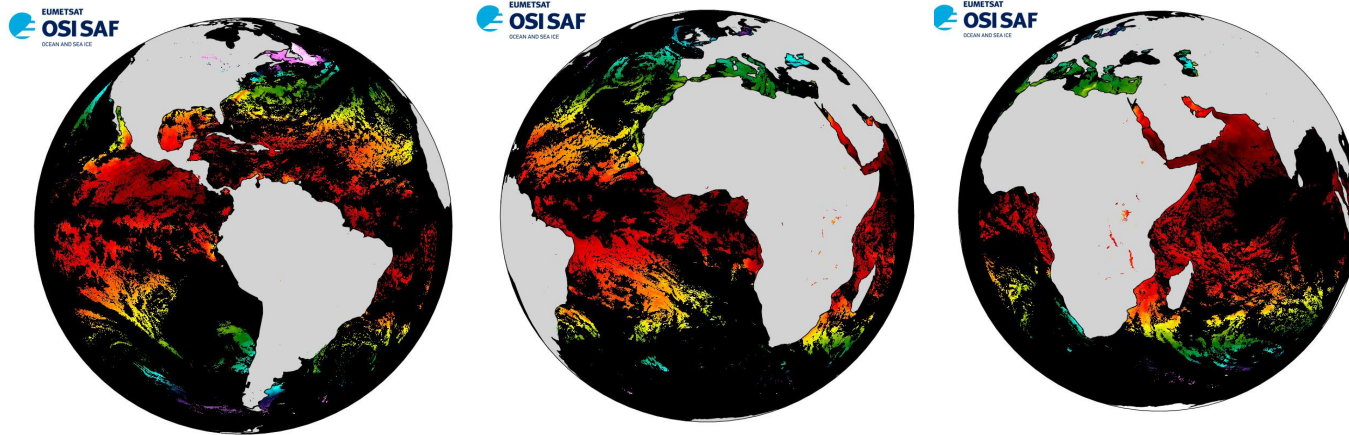 EUMETSAT
OSI SAF
OCEAN AND SEA ICE
EUMETSAT
OSI SAF
OCEAN AND SEA ICE
EUMETSAT
OSI SAF
OCEAN AND SEA ICE